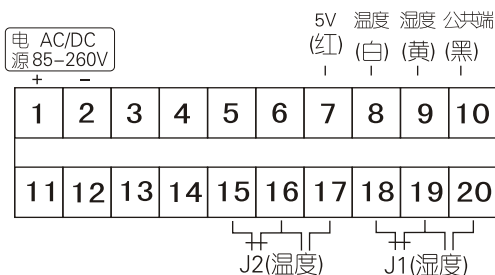 5V 温度 湿度 公共端
电 AC/DC (红) (白) (黄) (黑)
源 85-260V
+ -
1 2 3 4 5 6 7 8 9 10
11 12 13 14 15 16 17 18 19 20
J2(温度) J1(湿度)